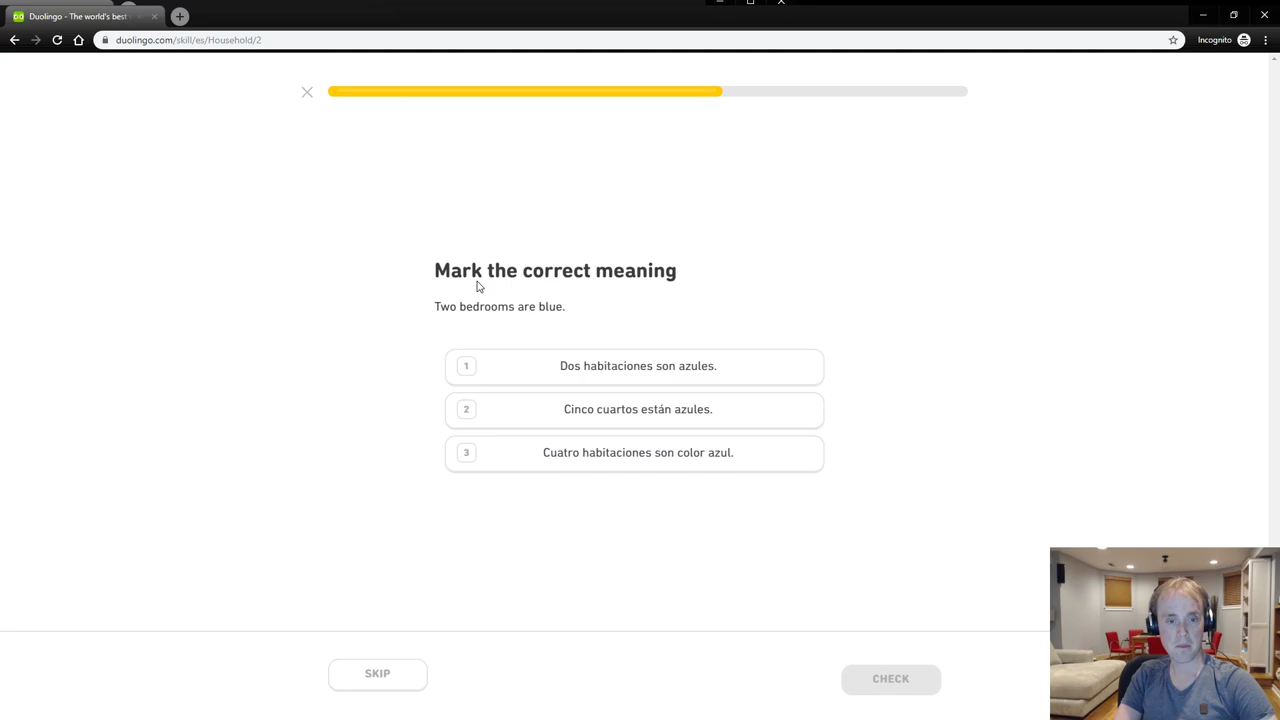 Duolingo - The world's best
duolingo.com/skill/es/Household/2
Incognito
Mark the correct meaning
Two bedrooms are blue.
1 Dos habitaciones son azules.
2 Cinco cuartos están azules.
3 Cuatro habitaciones son color azul.
SKIP
CHECK